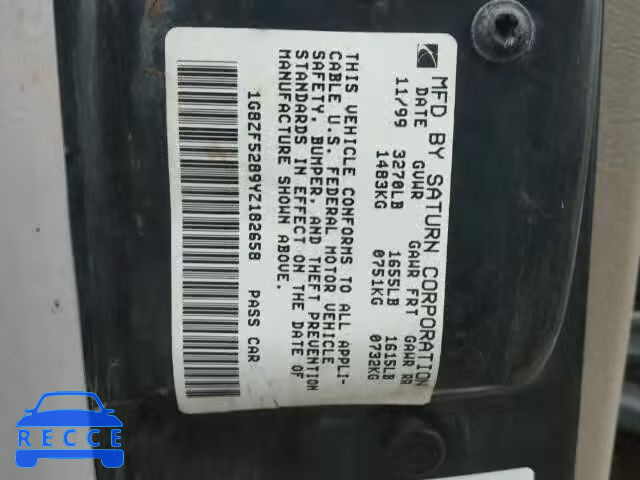 MFD BY SATURN CORPORATION
DATE GVWR GAWR FRT GAWR RR
11/99 3270LB 1655LB 1615LB
1483KG 0751KG 0732KG
THIS VEHICLE CONFORMS TO ALL APPLI-
CABLE U.S. FEDERAL MOTOR VEHICLE
SAFETY, BUMPER, AND THEFT PREVENTION
STANDARDS IN EFFECT ON THE DATE OF
MANUFACTURE SHOWN ABOVE.
1G8ZF5289YZ182658 PASS CAR
RECCE